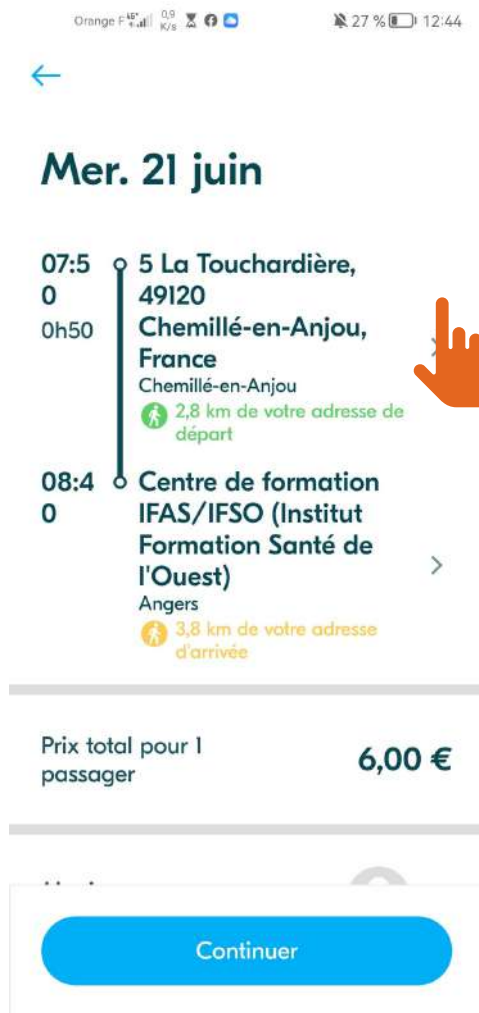 Orange F 4G+ 0,9 K/s 27 % 12:44
Mer. 21 juin
07:5
0
0h50
5 La Touchardière,
49120
Chemillé-en-Anjou,
France
Chemillé-en-Anjou
2,8 km de votre adresse de
départ
08:4
0
Centre de formation
IFAS/IFSO (Institut
Formation Santé de
l'Ouest)
Angers
3,8 km de votre adresse
d'arrivée
Prix total pour 1
passager
6,00 €
Continuer